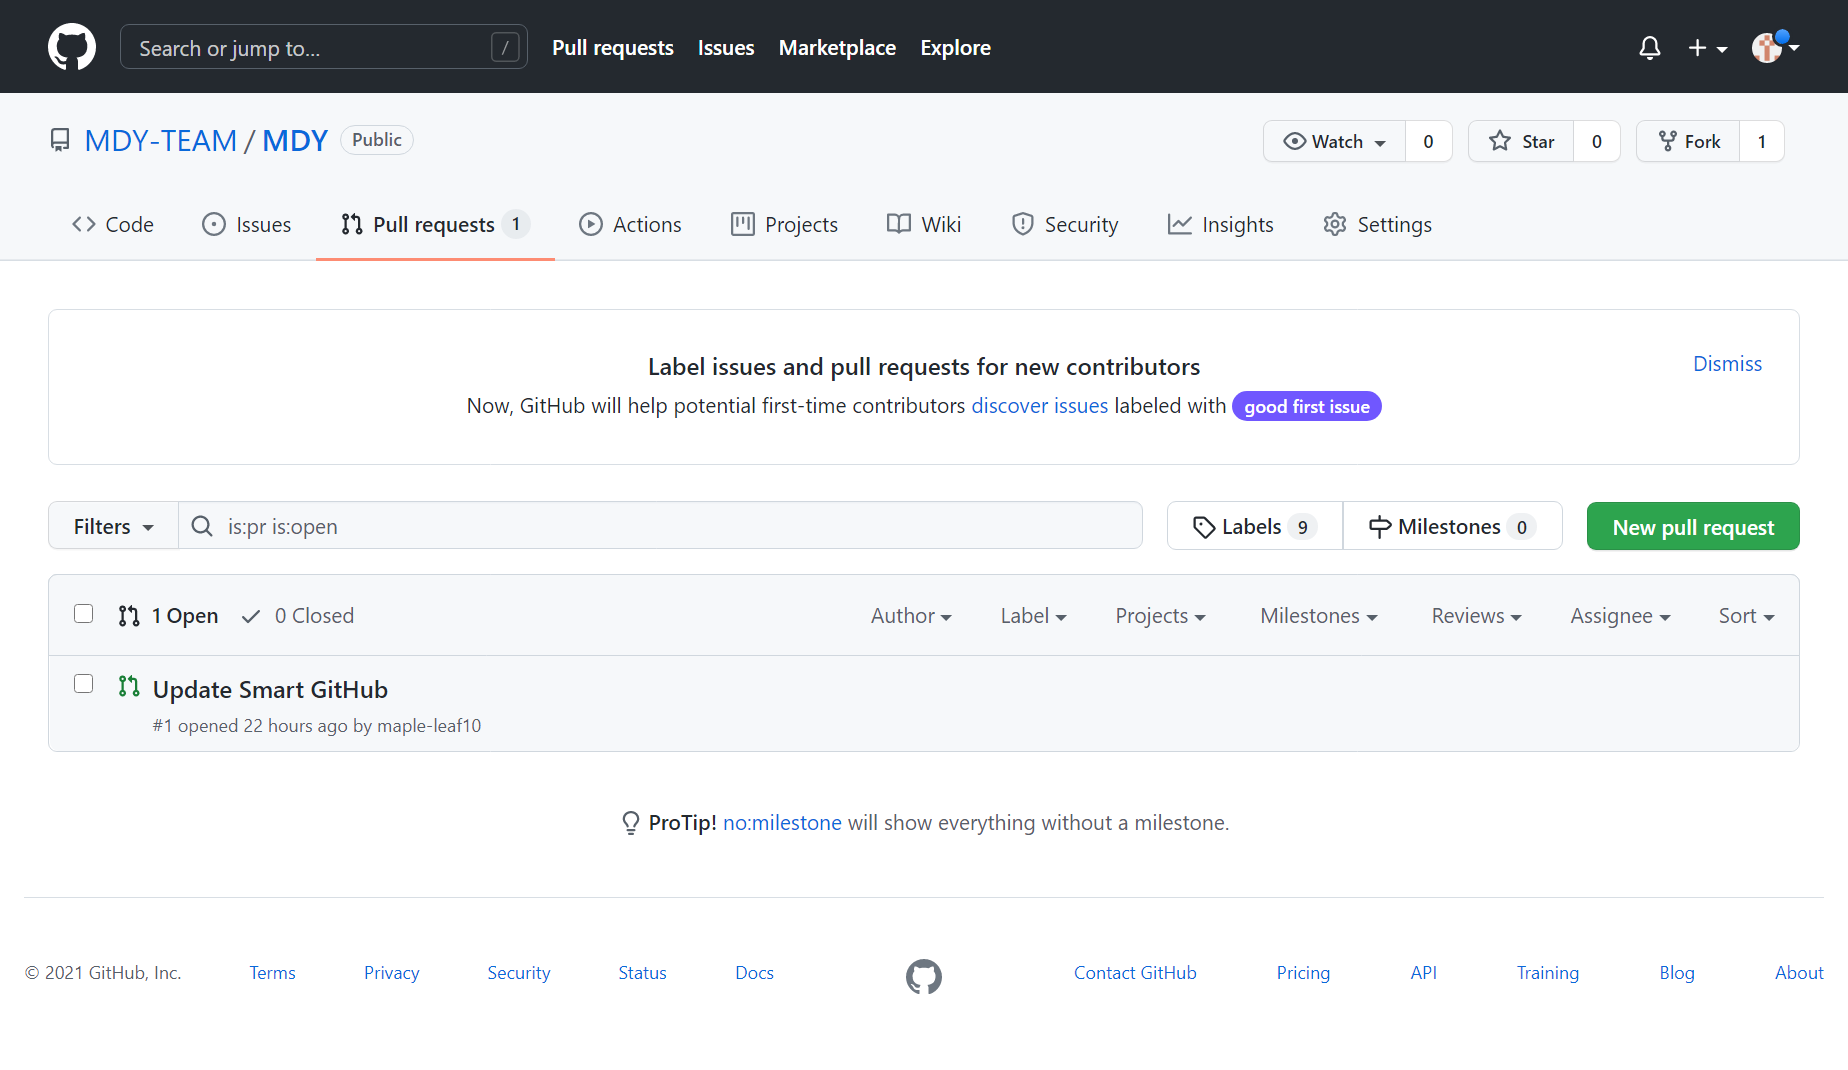 Search or jump to... / Pull requests Issues Marketplace Explore
MDY-TEAM / MDY Public Watch 0 Star 0 Fork 1
Code Issues Pull requests 1 Actions Projects Wiki Security Insights Settings
Label issues and pull requests for new contributors
Dismiss
Now, GitHub will help potential first-time contributors discover issues labeled with good first issue
Filters is:pr is:open Labels 9 Milestones 0 New pull request
1 Open 0 Closed Author Label Projects Milestones Reviews Assignee Sort
Update Smart GitHub
#1 opened 22 hours ago by maple-leaf10
ProTip! no:milestone will show everything without a milestone.
© 2021 GitHub, Inc. Terms Privacy Security Status Docs Contact GitHub Pricing API Training Blog About